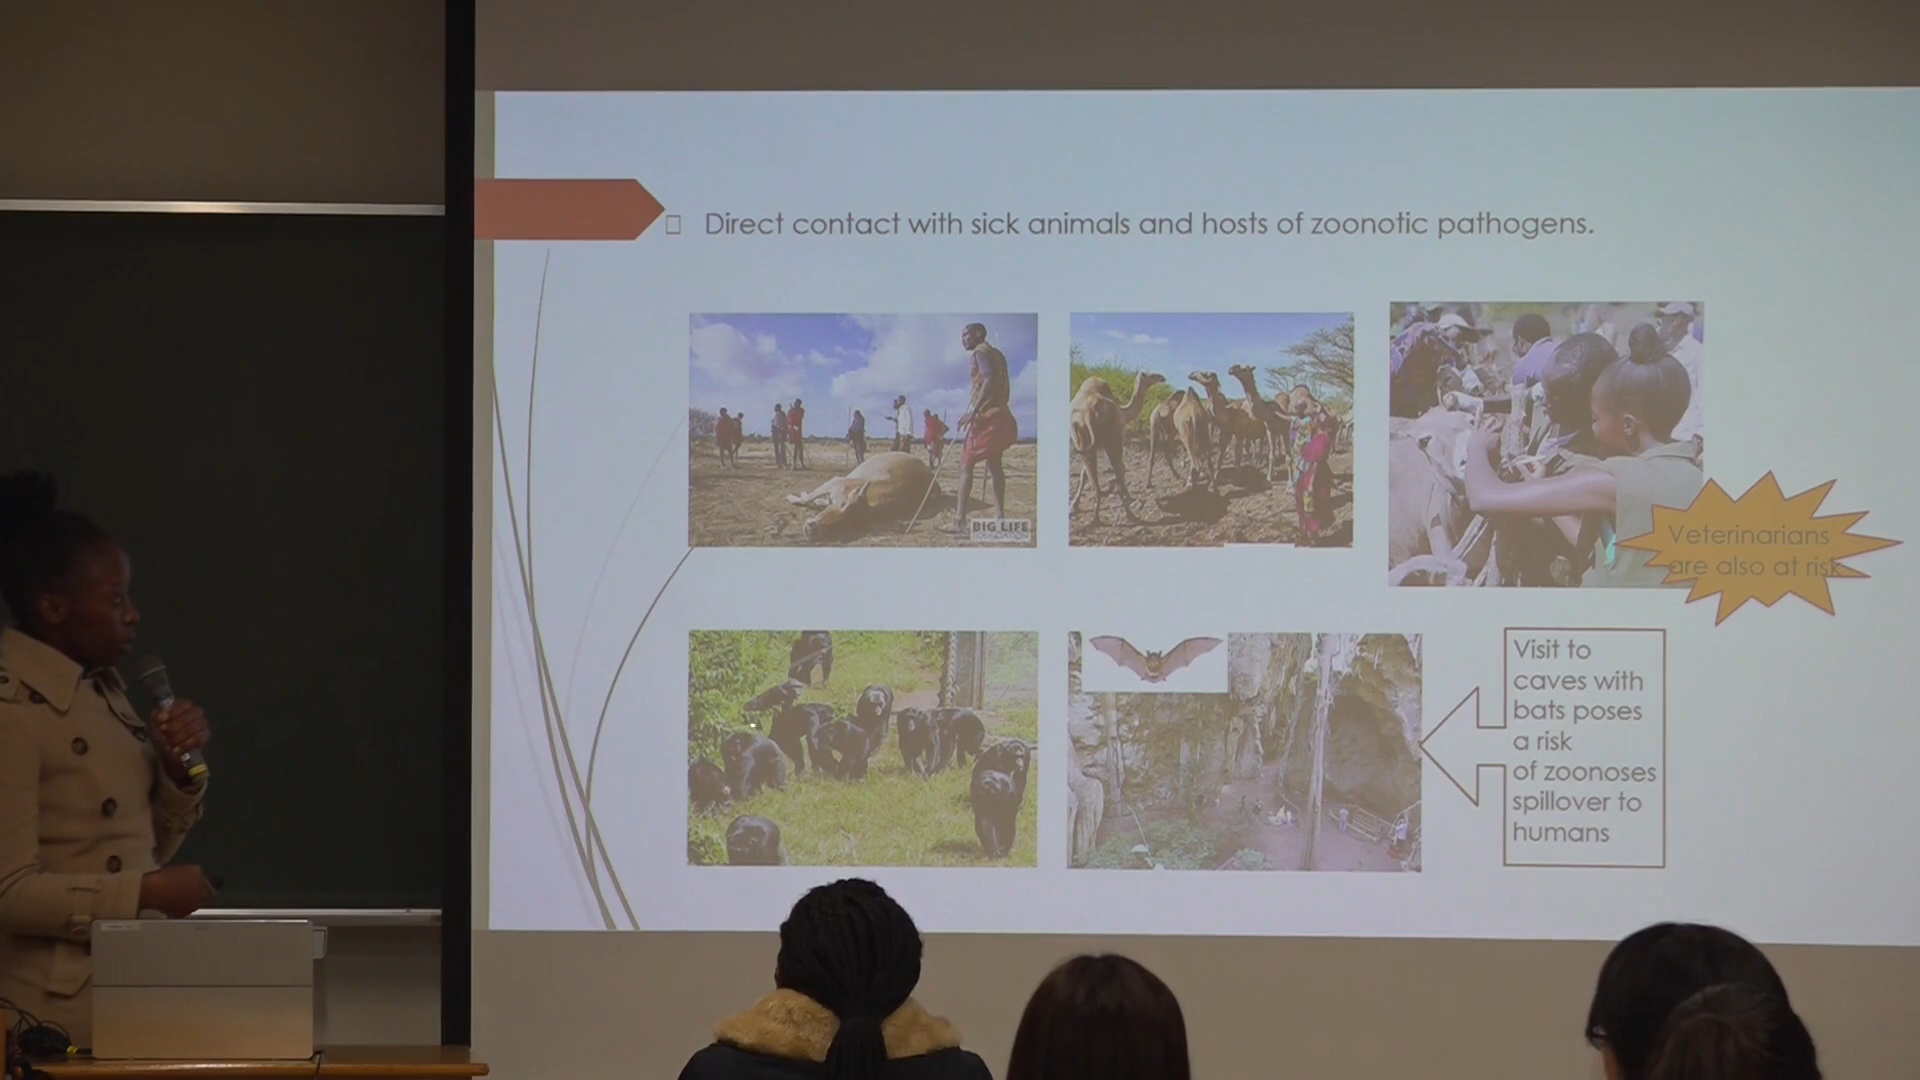 Direct contact with sick animals and hosts of zoonotic pathogens.
BIG LIFE
FOUNDATION
Veterinarians
are also at risk
Visit to
caves with
bats poses
a risk
of zoonoses
spillover to
humans